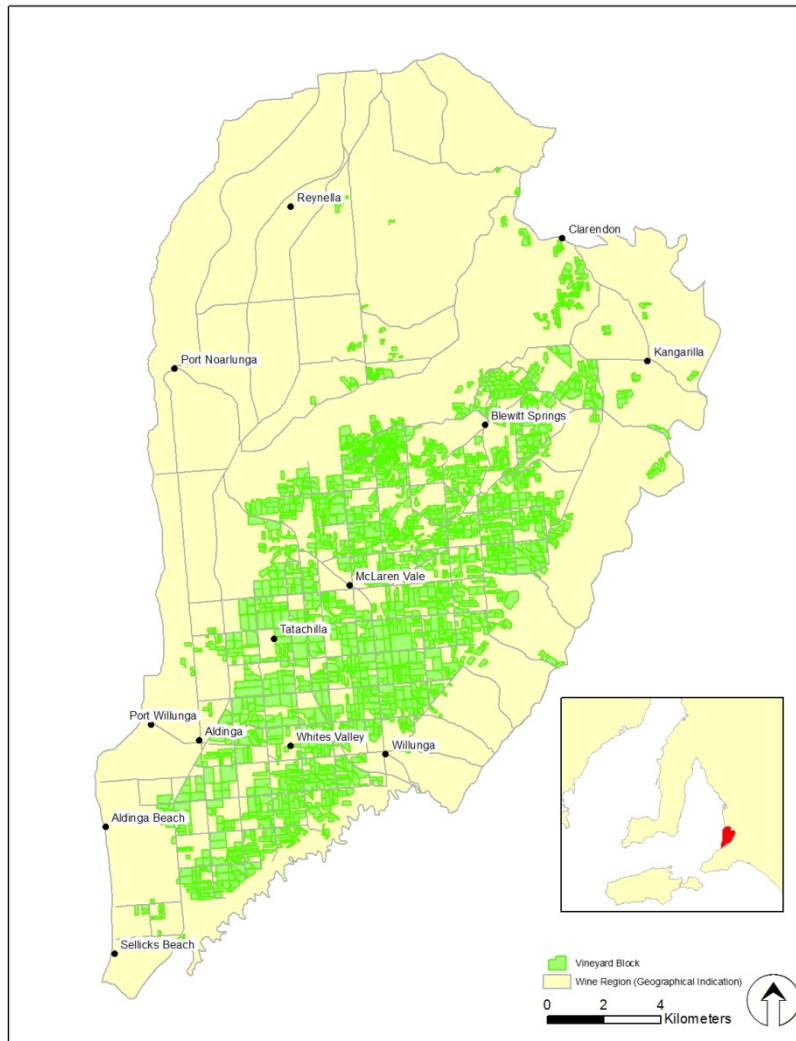 Reynella
Clarendon
Port Noarlunga
Kangarilla
Blewitt Springs
McLaren Vale
Tatachilla
Port Willunga
Aldinga
Whites Valley
Willunga
Aldinga Beach
Sellicks Beach
Vineyard Block
Wine Region (Geographical Indication)
0 2 4
Kilometers